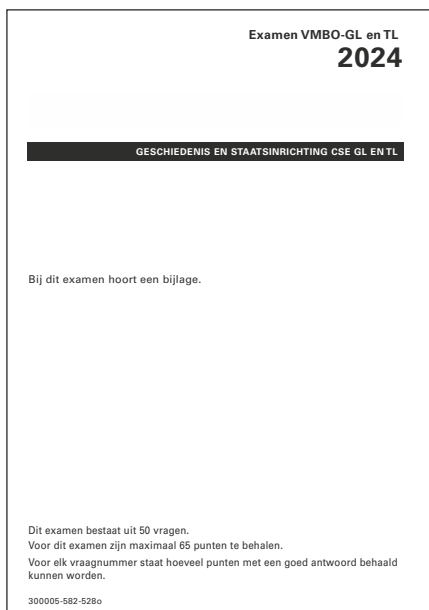 Examen VMBO-GL en TL
2024
GESCHIEDENIS EN STAATSINRICHTING CSE GL EN TL
Bij dit examen hoort een bijlage.
Dit examen bestaat uit 50 vragen.
Voor dit examen zijn maximaal 65 punten te behalen.
Voor elk vraagnummer staat hoeveel punten met een goed antwoord behaald
kunnen worden.
300005-582-528o